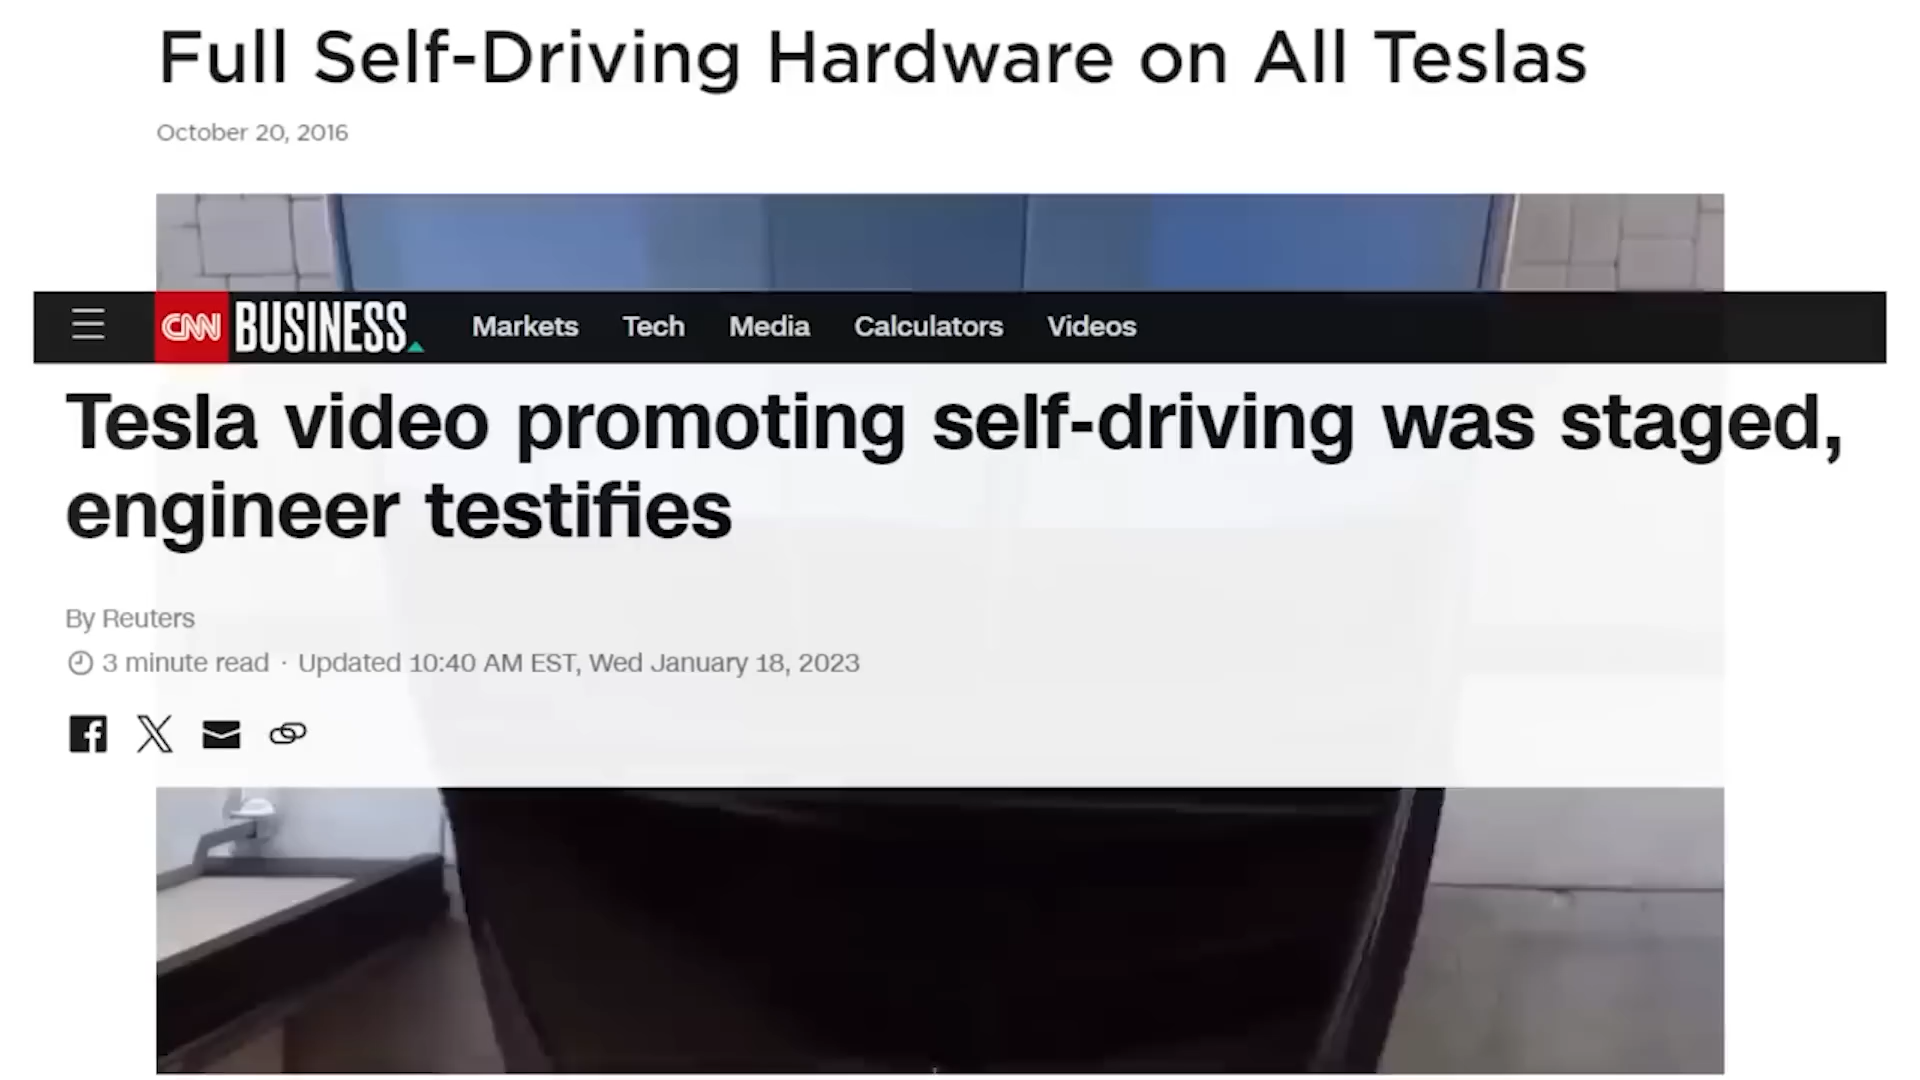 Full Self-Driving Hardware on All Teslas
October 20, 2016
CNN BUSINESS Markets Tech Media Calculators Videos
Tesla video promoting self-driving was staged,
engineer testifies
By Reuters
3 minute read · Updated 10:40 AM EST, Wed January 18, 2023